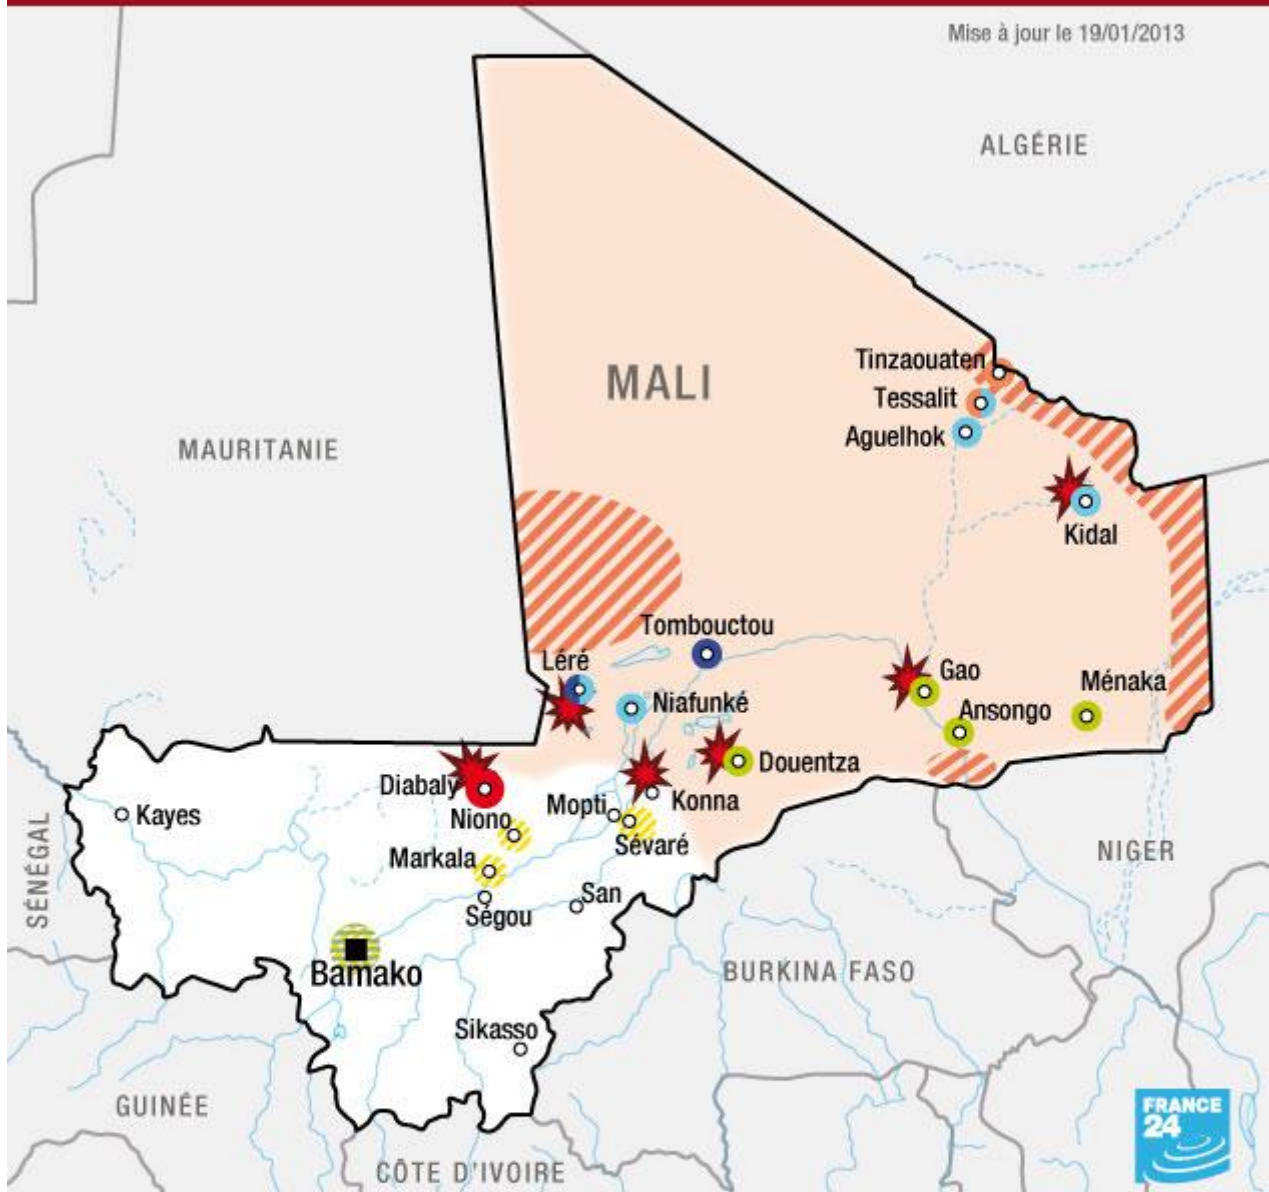 Mise à jour le 19/01/2013
ALGÉRIE
Tinzaouaten
MALI
Tessalit
Aguelhok
MAURITANIE
Kidal
Tombouctou
Léré
Gao
Ménaka
Niafunké
Ansongo
Douentza
Diabaly
Mopti
Konna
Kayes
Niono
Sévaré
NIGER
Markala
SÉNÉGAL
San
Ségou
Bamako
BURKINA FASO
Sikasso
GUINÉE
FRANCE
24
CÔTE D'IVOIRE